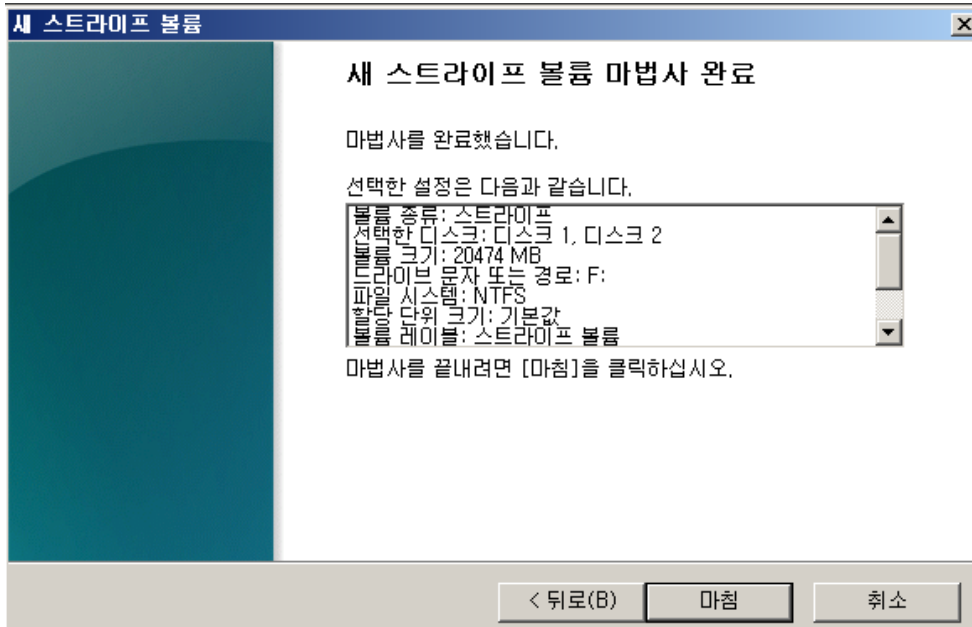 새 스트라이프 볼륨
새 스트라이프 볼륨 마법사 완료
마법사를 완료했습니다.
선택한 설정은 다음과 같습니다.
볼륨 종류: 스트라이프
선택한 디스크: 디스크 1, 디스크 2
볼륨 크기: 20474 MB
드라이브 문자 또는 경로: F:
파일 시스템: NTFS
할당 단위 크기: 기본값
볼륨 레이블: 스트라이프 볼륨
마법사를 끝내려면 [마침]을 클릭하십시오.
< 뒤로(B) 마침 취소